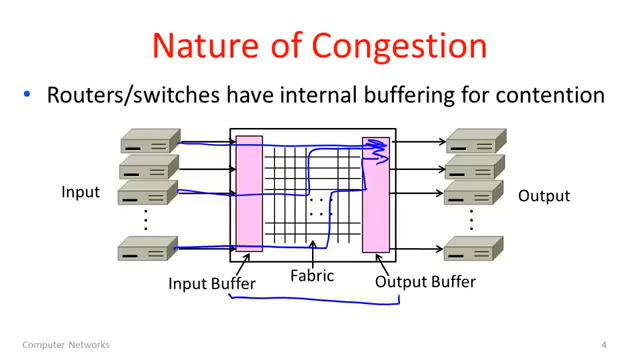 Nature of Congestion
• Routers/switches have internal buffering for contention
Input
. . .
. . .
Output
Input Buffer
Fabric
Output Buffer
Computer Networks
4